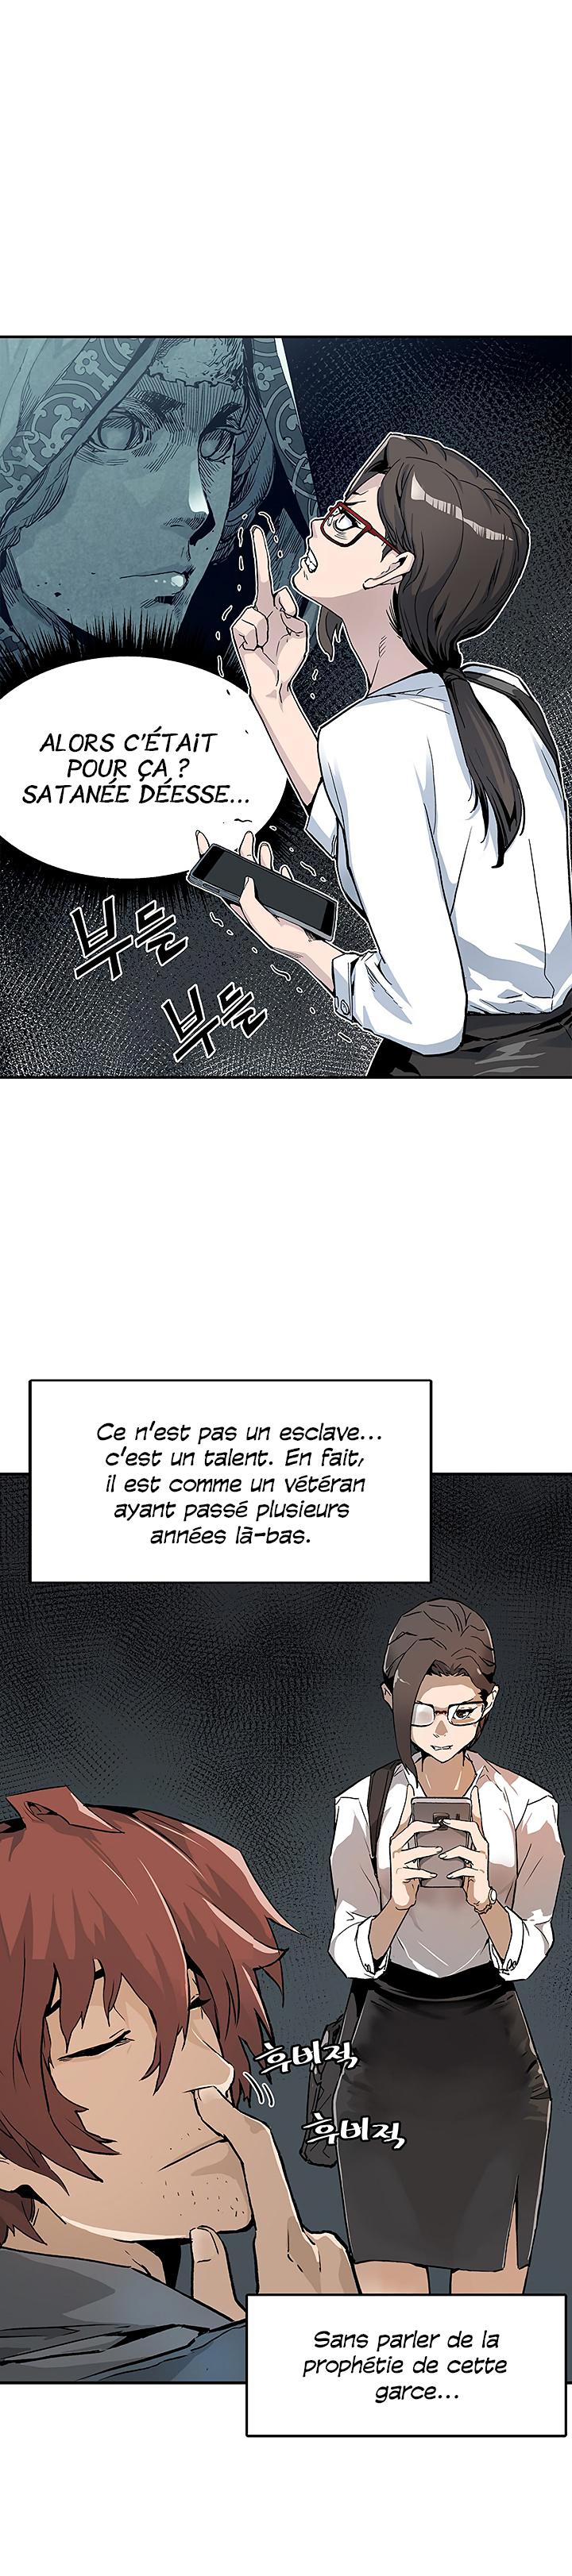 ALORS C'ÉTAIT
POUR ÇA ?
SATANÉE DÉESSE...
부들
부들
Ce n'est pas un esclave...
c'est un talent. En fait,
il est comme un vétéran
ayant passé plusieurs
années là-bas.
후비적
후비적
Sans parler de la
prophétie de cette
garce...